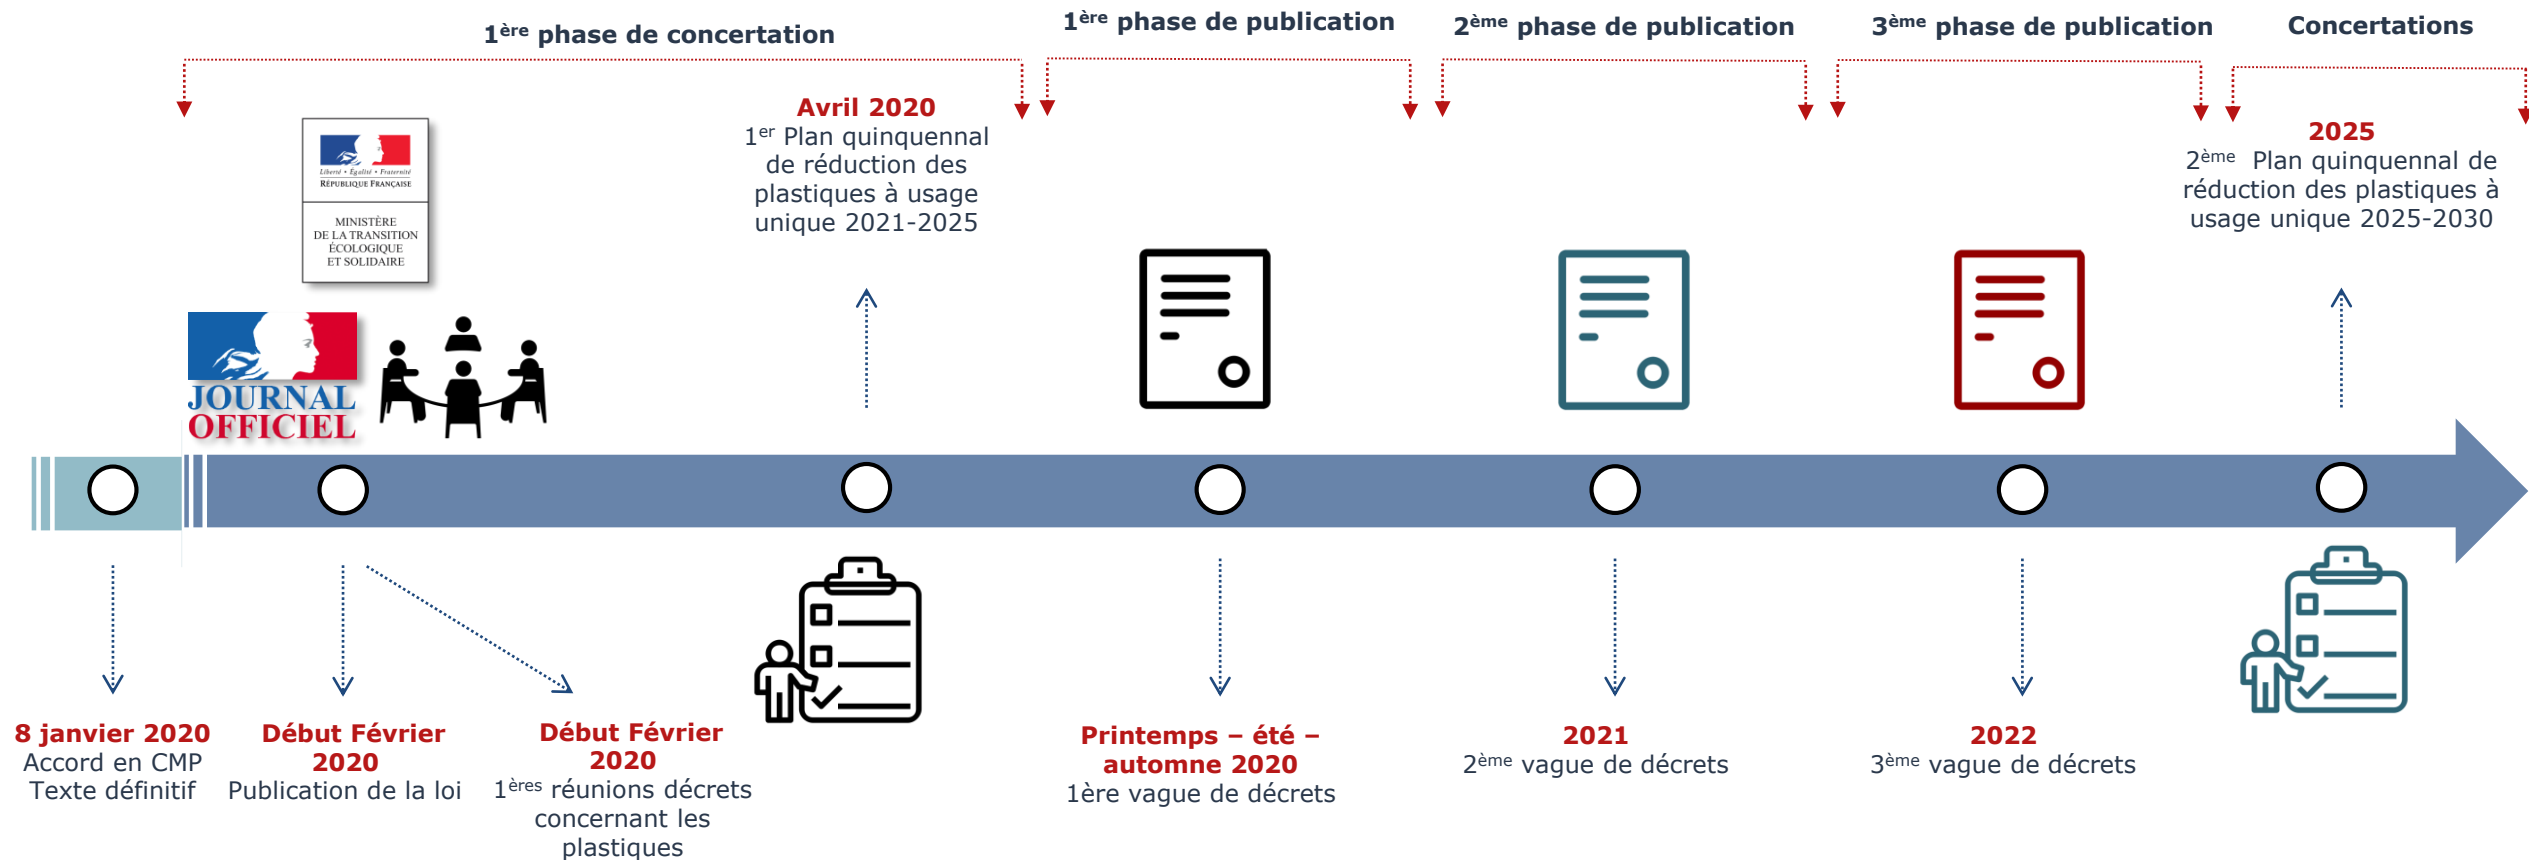 1ère phase de concertation
1ère phase de publication
2ème phase de publication
3ème phase de publication
Concertations
Avril 2020
1er Plan quinquennal
de réduction des
plastiques à usage
unique 2021-2025
2025
2ème Plan quinquennal de
réduction des plastiques à
usage unique 2025-2030
Liberté • Égalité • Fraternité
RÉPUBLIQUE FRANÇAISE
MINISTÈRE
DE LA TRANSITION
ÉCOLOGIQUE
ET SOLIDAIRE
JOURNAL
OFFICIEL
8 janvier 2020
Accord en CMP
Texte définitif
Début Février
2020
Publication de la loi
Début Février
2020
1ères réunions décrets
concernant les
plastiques
Printemps – été –
automne 2020
1ère vague de décrets
2021
2ème vague de décrets
2022
3ème vague de décrets